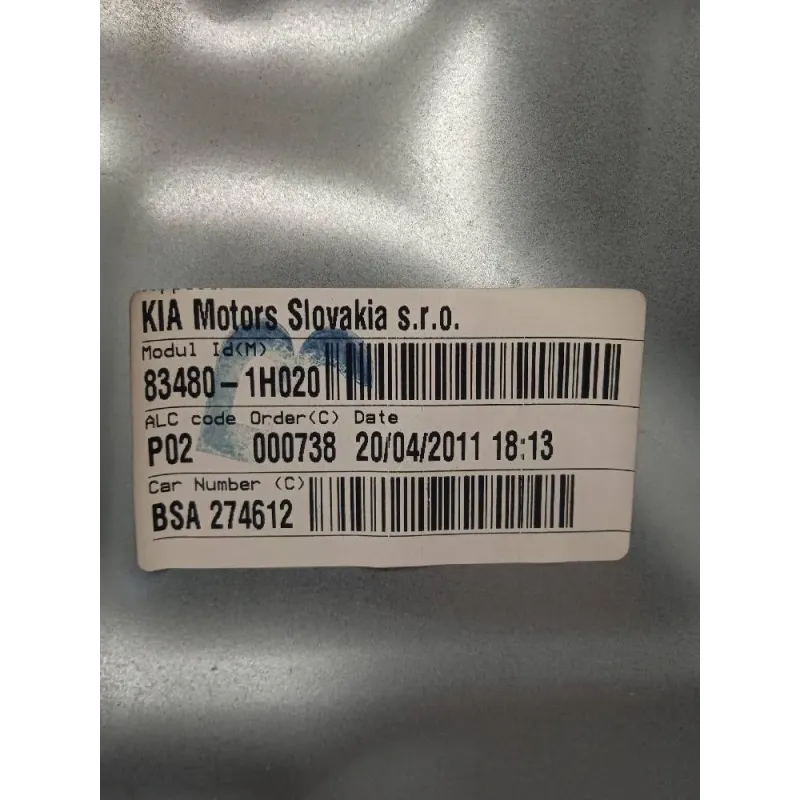 KIA Motors Slovakia s.r.o.
Modul Id(M)
83480-1H020
ALC code Order(C) Date
P02 000738 20/04/2011 18:13
Car Number (C)
BSA 274612